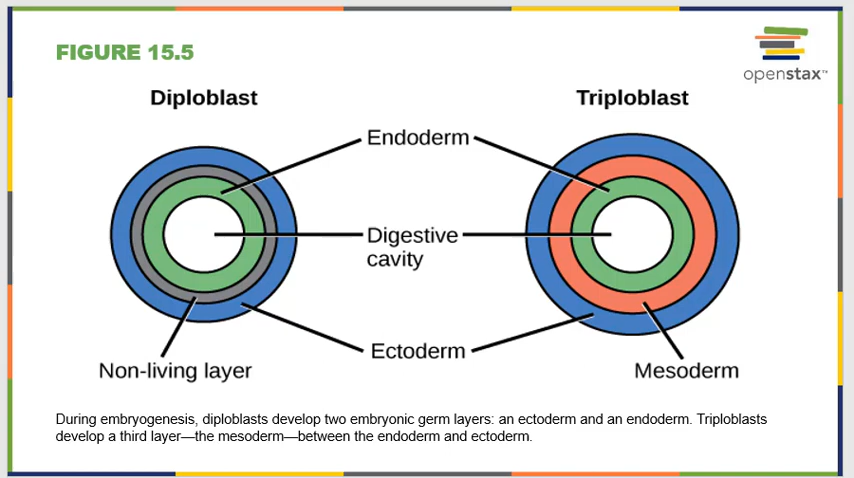 FIGURE 15.5
openstax™
Diploblast
Triploblast
Endoderm
Digestive
cavity
Ectoderm
Non-living layer
Mesoderm
During embryogenesis, diploblasts develop two embryonic germ layers: an ectoderm and an endoderm. Triploblasts
develop a third layer—the mesoderm—between the endoderm and ectoderm.